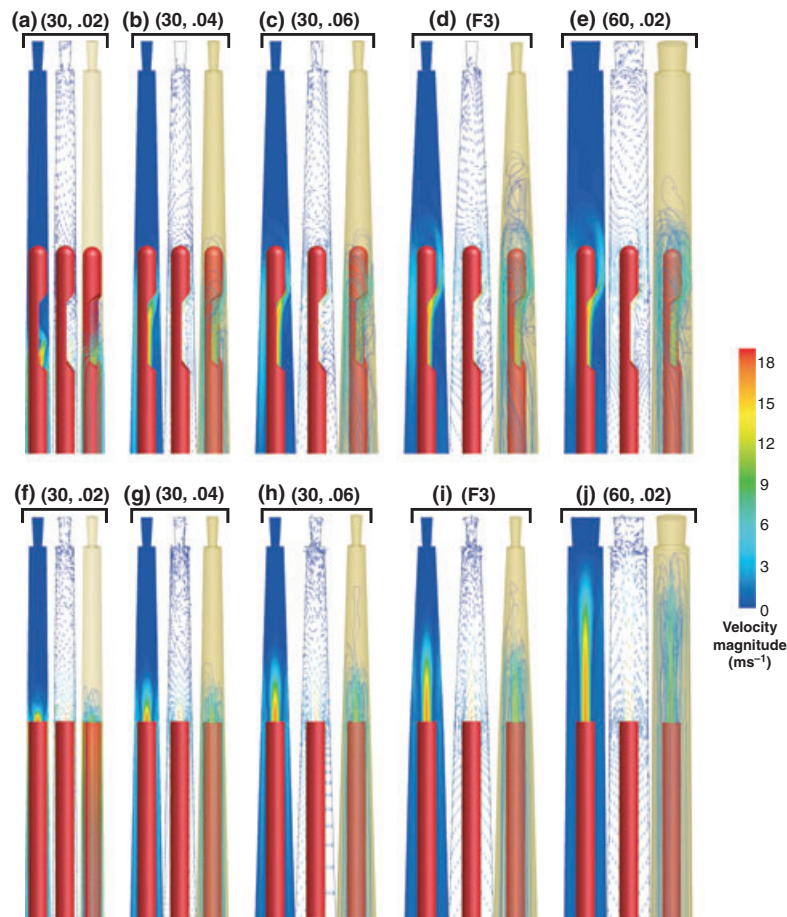 (a) (30, .02) (b) (30, .04) (c) (30, .06) (d) (F3) (e) (60, .02)
18
15
12
9
6
3
0
Velocity
magnitude
(ms⁻¹)
(f) (30, .02) (g) (30, .04) (h) (30, .06) (i) (F3) (j) (60, .02)